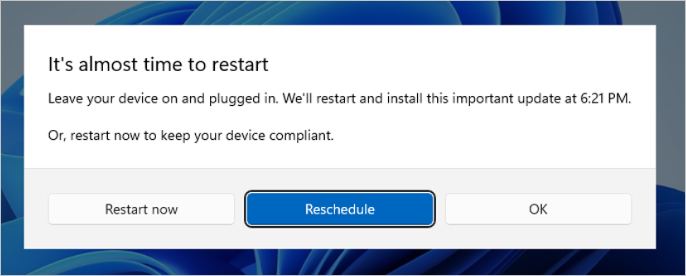 It's almost time to restart
Leave your device on and plugged in. We'll restart and install this important update at 6:21 PM.
Or, restart now to keep your device compliant.
Restart now
Reschedule
OK